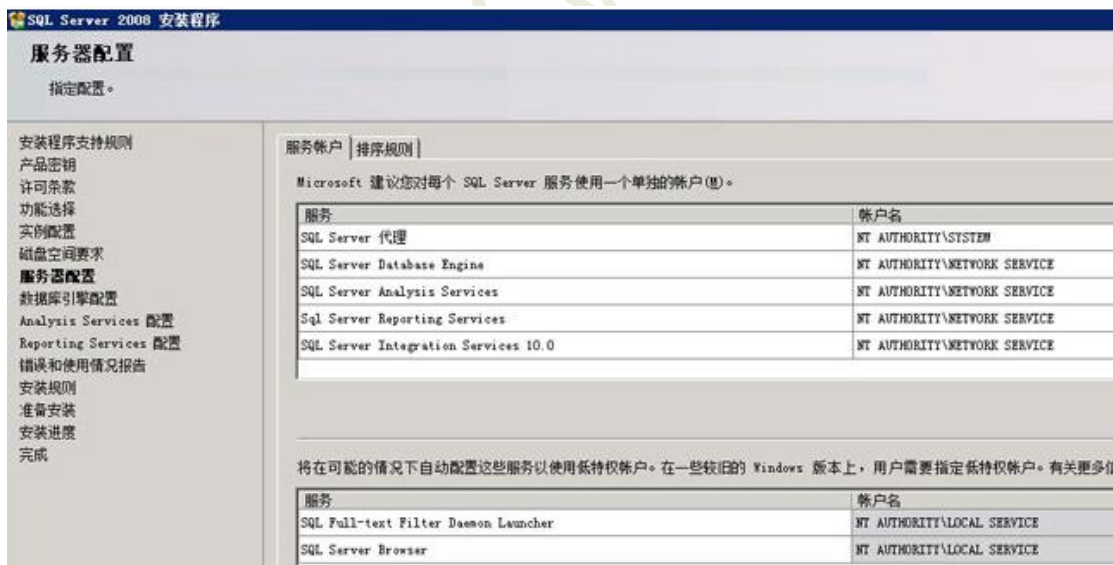 SQL Server 2008 安装程序
服务器配置
指定配置。
安装程序支持规则
产品密钥
许可条款
功能选择
实例配置
磁盘空间要求
服务器配置
数据库引擎配置
Analysis Services 配置
Reporting Services 配置
错误和使用情况报告
安装规则
准备安装
安装进度
完成
服务帐户 排序规则
Microsoft 建议您对每个 SQL Server 服务使用一个单独的帐户(M)。
服务 帐户名
SQL Server 代理 NT AUTHORITY\SYSTEM
SQL Server Database Engine NT AUTHORITY\NETWORK SERVICE
SQL Server Analysis Services NT AUTHORITY\NETWORK SERVICE
Sql Server Reporting Services NT AUTHORITY\NETWORK SERVICE
SQL Server Integration Services 10.0 NT AUTHORITY\NETWORK SERVICE
将在可能的情况下自动配置这些服务以使用低特权帐户。在一些较旧的 Windows 版本上，用户需要指定低特权帐户。有关更多信
服务 帐户名
SQL Full-text Filter Daemon Launcher NT AUTHORITY\LOCAL SERVICE
SQL Server Browser NT AUTHORITY\LOCAL SERVICE